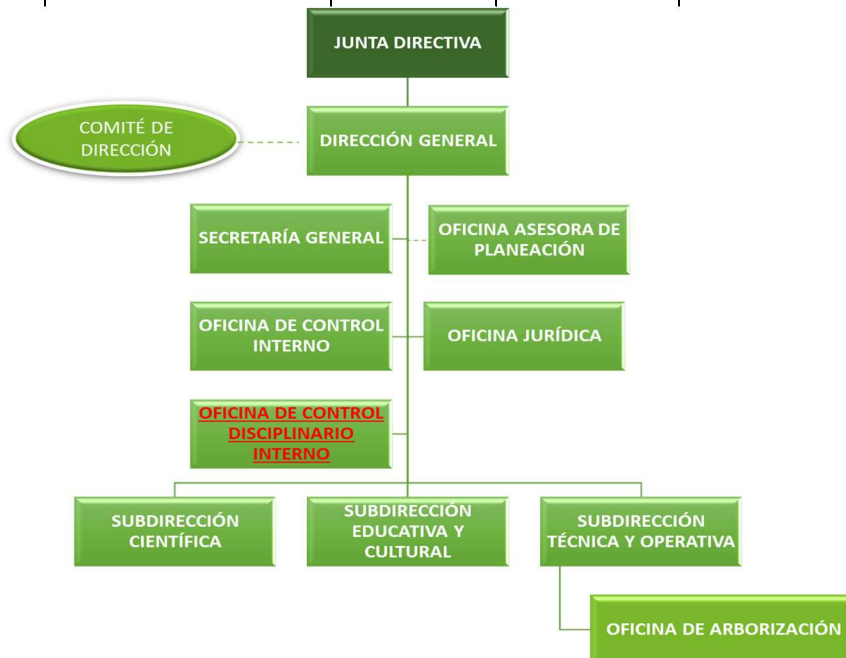 JUNTA DIRECTIVA
COMITÉ DE
DIRECCIÓN
DIRECCIÓN GENERAL
SECRETARÍA GENERAL
OFICINA ASESORA DE
PLANEACIÓN
OFICINA DE CONTROL
INTERNO
OFICINA JURÍDICA
OFICINA DE CONTROL
DISCIPLINARIO
INTERNO
SUBDIRECCIÓN
CIENTÍFICA
SUBDIRECCIÓN
EDUCATIVA Y
CULTURAL
SUBDIRECCIÓN
TÉCNICA Y OPERATIVA
OFICINA DE ARBORIZACIÓN